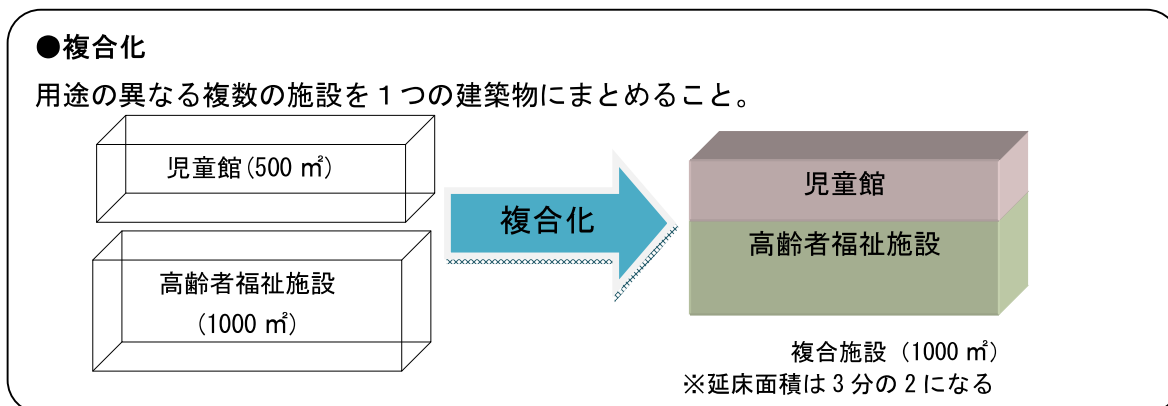 ●複合化
用途の異なる複数の施設を１つの建築物にまとめること。
児童館(500 ㎡)
高齢者福祉施設
(1000 ㎡)
複合化
児童館
高齢者福祉施設
複合施設（1000 ㎡）
※延床面積は 3 分の 2 になる